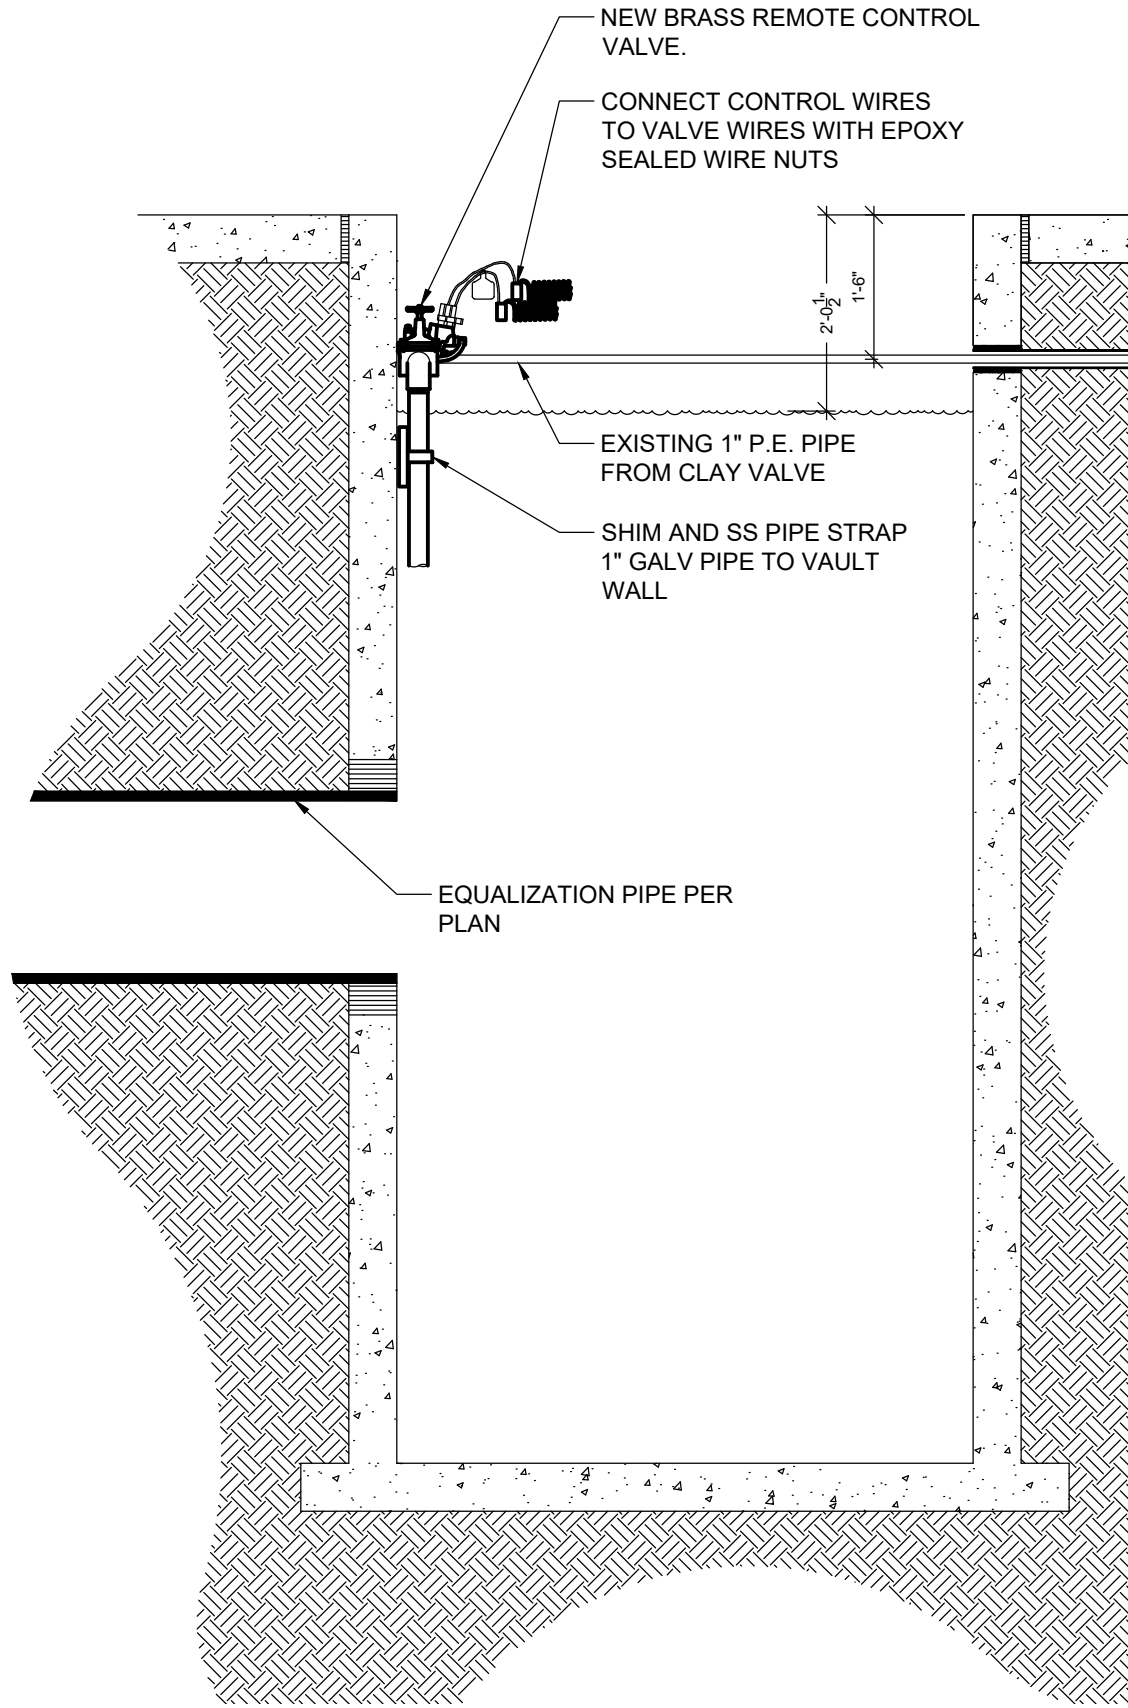 NEW BRASS REMOTE CONTROL
VALVE.
CONNECT CONTROL WIRES
TO VALVE WIRES WITH EPOXY
SEALED WIRE NUTS
2'-0 1/2"
1'-6"
EXISTING 1" P.E. PIPE
FROM CLAY VALVE
SHIM AND SS PIPE STRAP
1" GALV PIPE TO VAULT
WALL
EQUALIZATION PIPE PER
PLAN